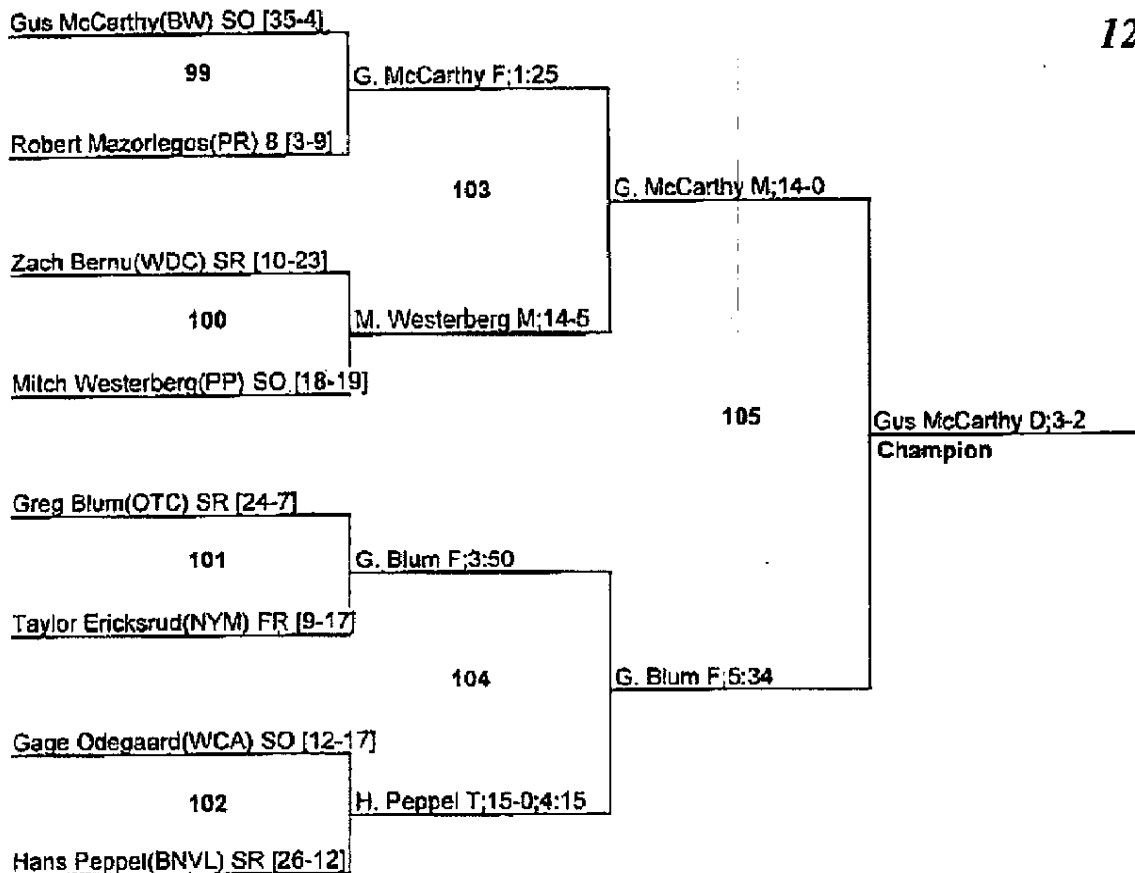 Gus McCarthy(BW) SO [35-4]
12
99
G. McCarthy F;1:25
Robert Mazorlegos(PR) 8 [3-9]
103
G. McCarthy M;14-0
Zach Bernu(WDC) SR [10-23]
100
M. Westerberg M;14-5
Mitch Westerberg(PP) SO [18-19]
105
Gus McCarthy D;3-2
Champion
Greg Blum(OTC) SR [24-7]
101
G. Blum F;3:50
Taylor Ericksrud(NYM) FR [9-17]
104
G. Blum F;5:34
Gage Odegaard(WCA) SO [12-17]
102
H. Peppel T;15-0;4:15
Hans Peppel(BNVL) SR [26-12]